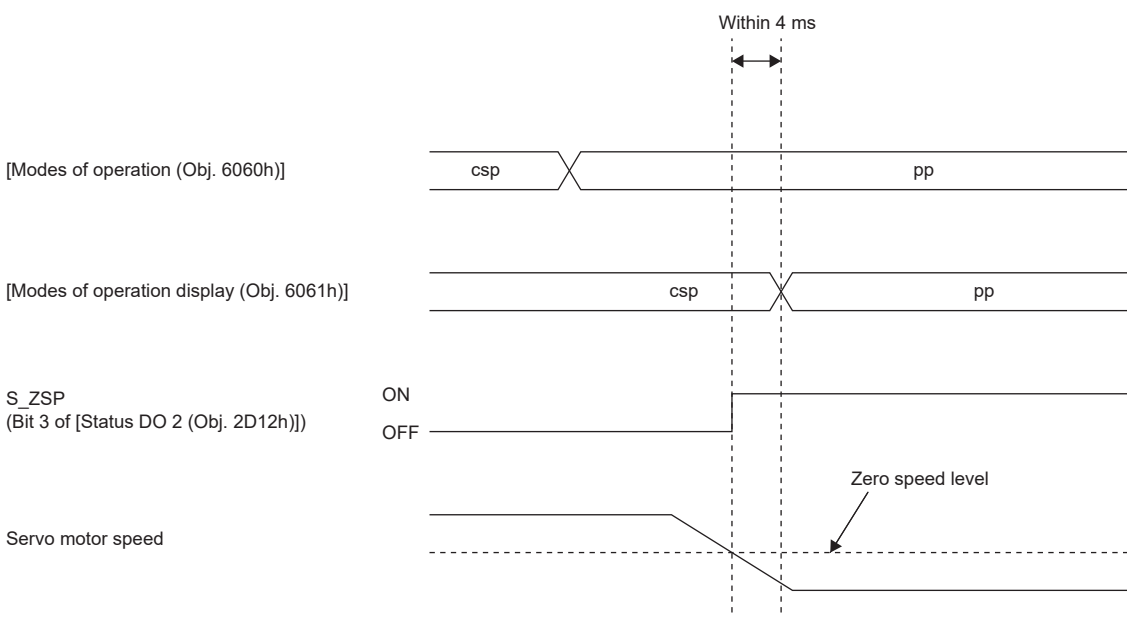 Within 4 ms
[Modes of operation (Obj. 6060h)]
csp
pp
[Modes of operation display (Obj. 6061h)]
csp
pp
S_ZSP
(Bit 3 of [Status DO 2 (Obj. 2D12h)])
ON
OFF
Zero speed level
Servo motor speed